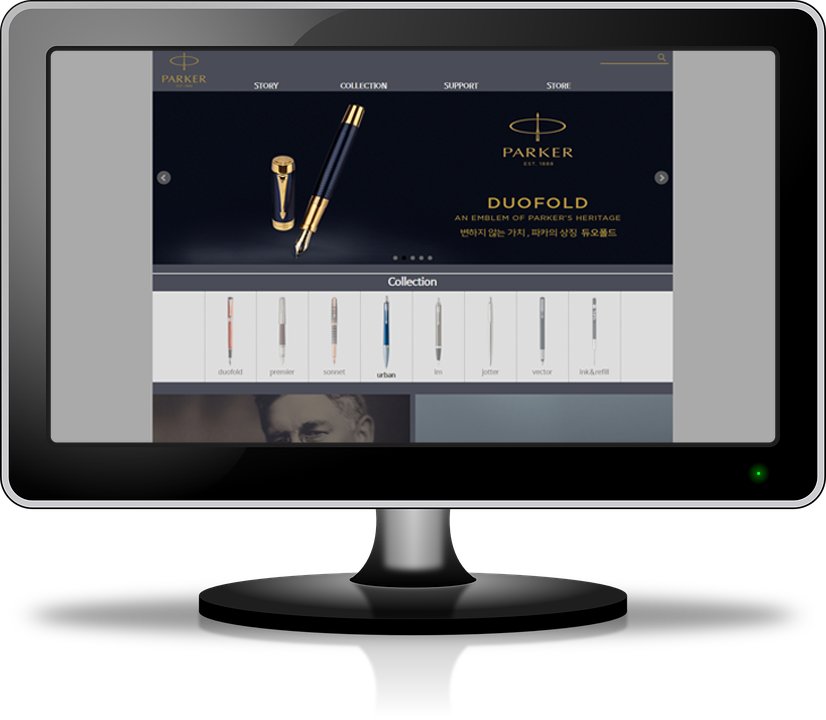 PARKER
STORY COLLECTION SUPPORT STORE
PARKER
EST. 1888
DUOFOLD
AN EMBLEM OF PARKER'S HERITAGE
변하지 않는 가치, 파카의 상징 듀오폴드
Collection
duofold premier sonnet urban im jotter vector ink&refill